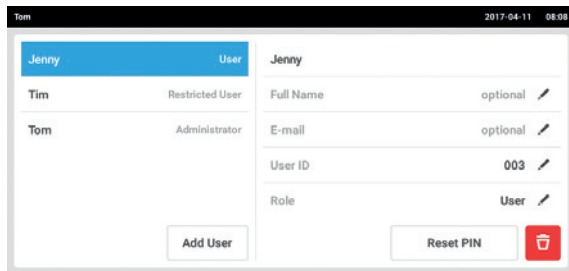 Tom 2017-04-11 08:08
Jenny User
Tim Restricted User
Tom Administrator
Add User
Jenny
Full Name optional
E-mail optional
User ID 003
Role User
Reset PIN